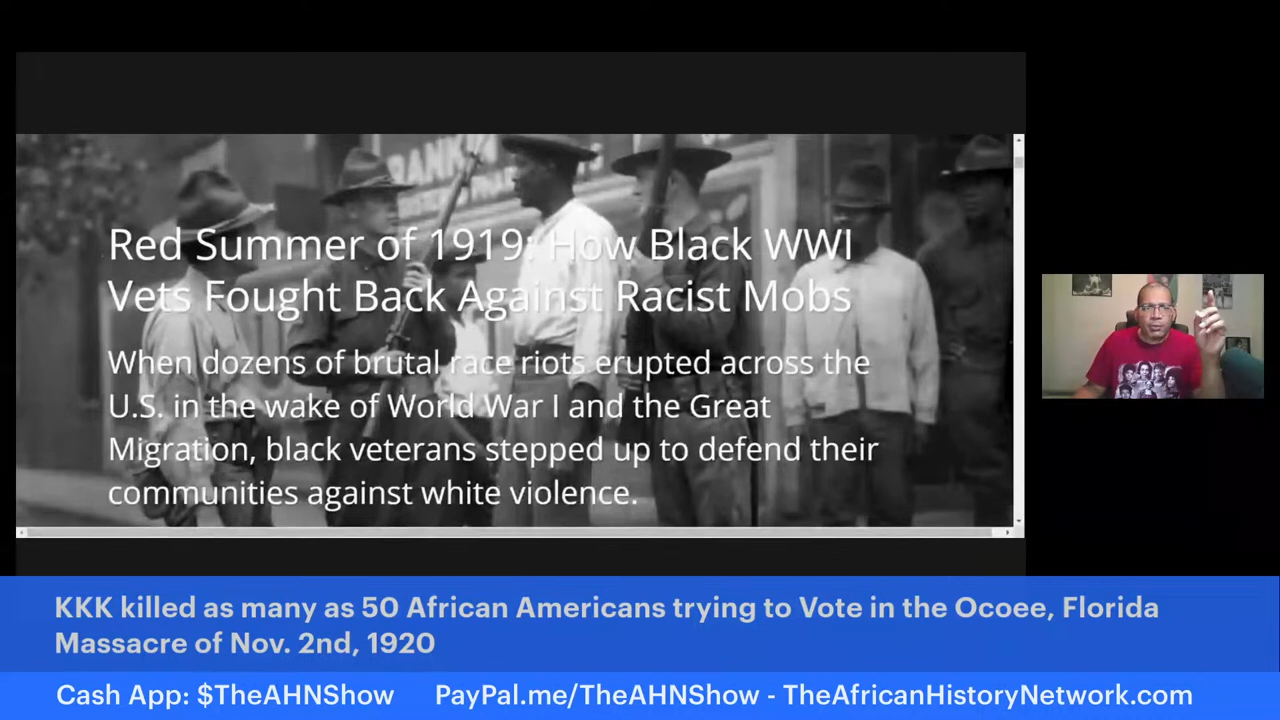 RANKLIN
Red Summer of 1919: How Black WWI
Vets Fought Back Against Racist Mobs
When dozens of brutal race riots erupted across the
U.S. in the wake of World War I and the Great
Migration, black veterans stepped up to defend their
communities against white violence.
KKK killed as many as 50 African Americans trying to Vote in the Ocoee, Florida
Massacre of Nov. 2nd, 1920
Cash App: $TheAHNShow PayPal.me/TheAHNShow - TheAfricanHistoryNetwork.com